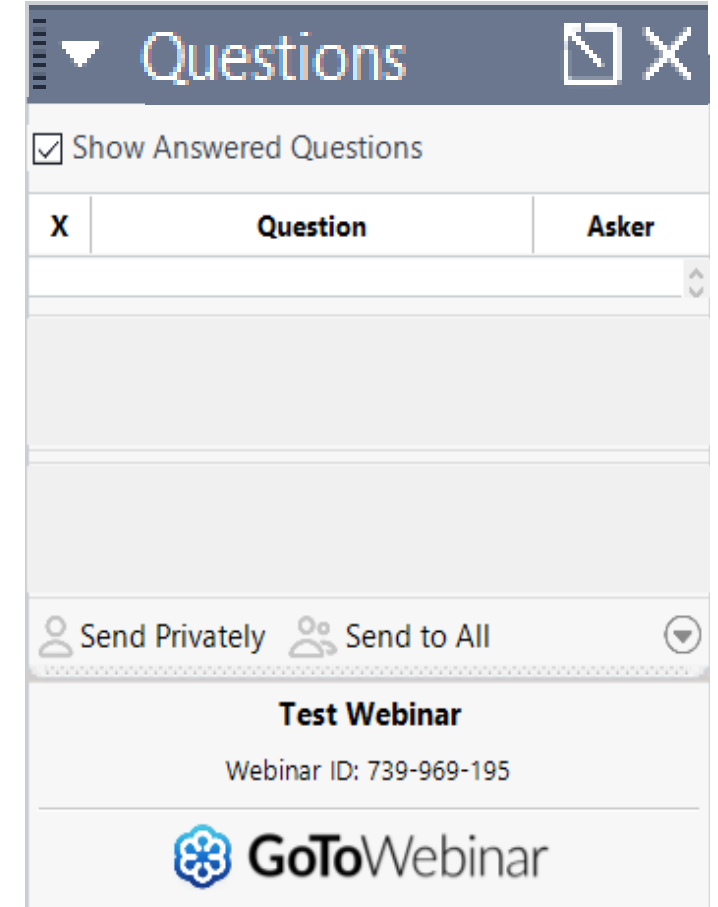 Questions
Show Answered Questions
X Question Asker
Send Privately Send to All
Test Webinar
Webinar ID: 739-969-195
GoToWebinar